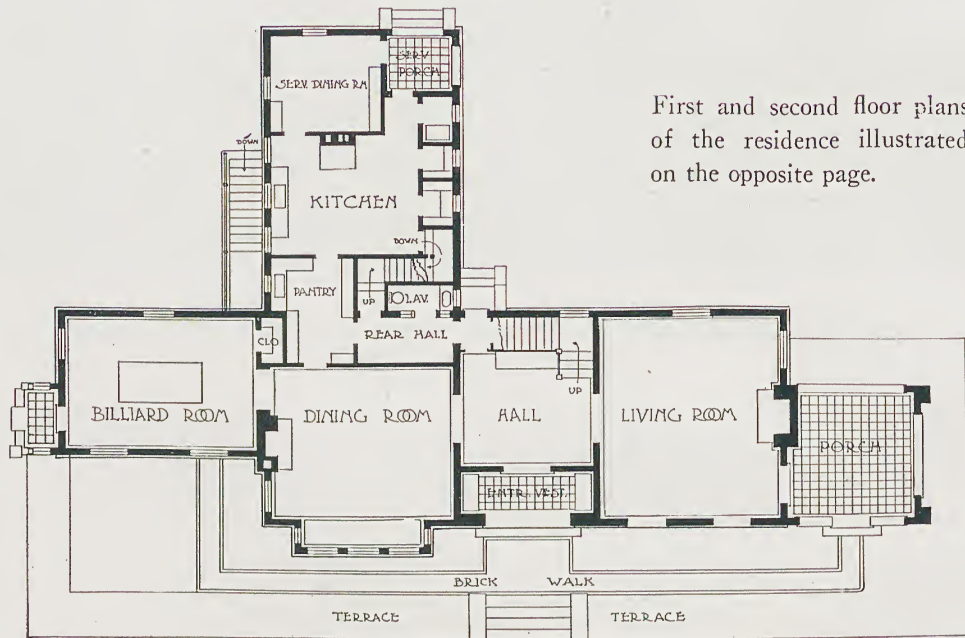 First and second floor plans
of the residence illustrated
on the opposite page.
SERV.
PORCH
SERV. DINING RM.
DOWN
KITCHEN
DOWN
PANTRY
UP
LAV.
REAR HALL
CLO
UP
BILLIARD ROOM
DINING ROOM
HALL
LIVING ROOM
PORCH
ENTR. VEST.
BRICK WALK
TERRACE
TERRACE